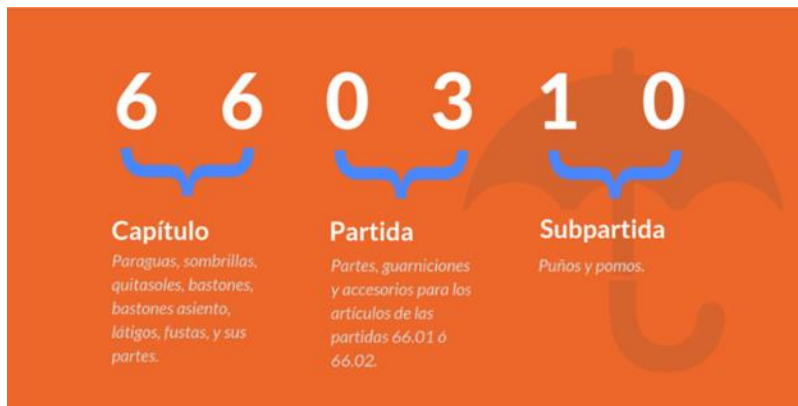 6 6 0 3 1 0
Capítulo
Paraguas, sombrillas,
quitasoles, bastones,
bastones asiento,
látigos, fustas, y sus
partes.
Partida
Partes, guarniciones
y accesorios para los
artículos de las
partidas 66.01 ó
66.02.
Subpartida
Puños y pomos.